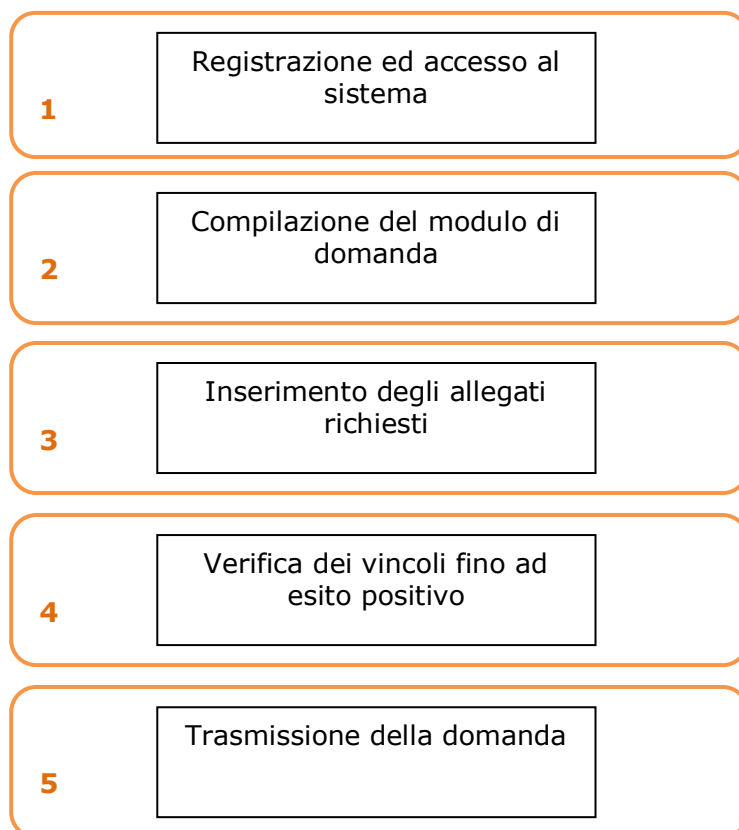 Registrazione ed accesso al
sistema
1
Compilazione del modulo di
domanda
2
Inserimento degli allegati
richiesti
3
Verifica dei vincoli fino ad
esito positivo
4
Trasmissione della domanda
5